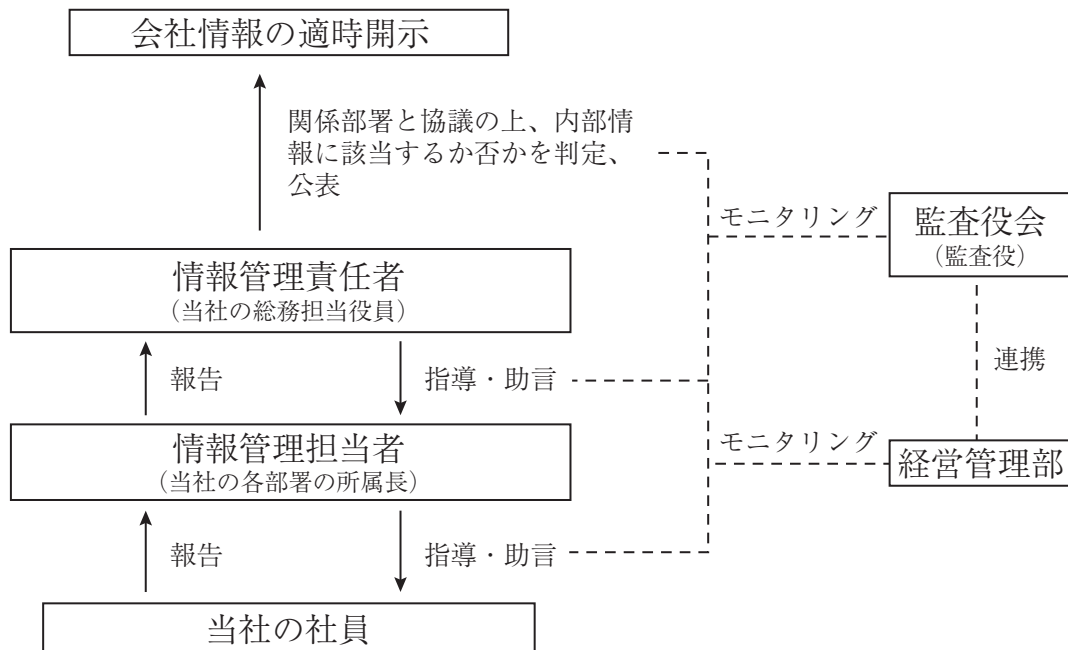 会社情報の適時開示
関係部署と協議の上、内部情
報に該当するか否かを判定、
公表
モニタリング
監査役会
（監査役）
情報管理責任者
（当社の総務担当役員）
報告
指導・助言
連携
情報管理担当者
（当社の各部署の所属長）
モニタリング
経営管理部
報告
指導・助言
当社の社員